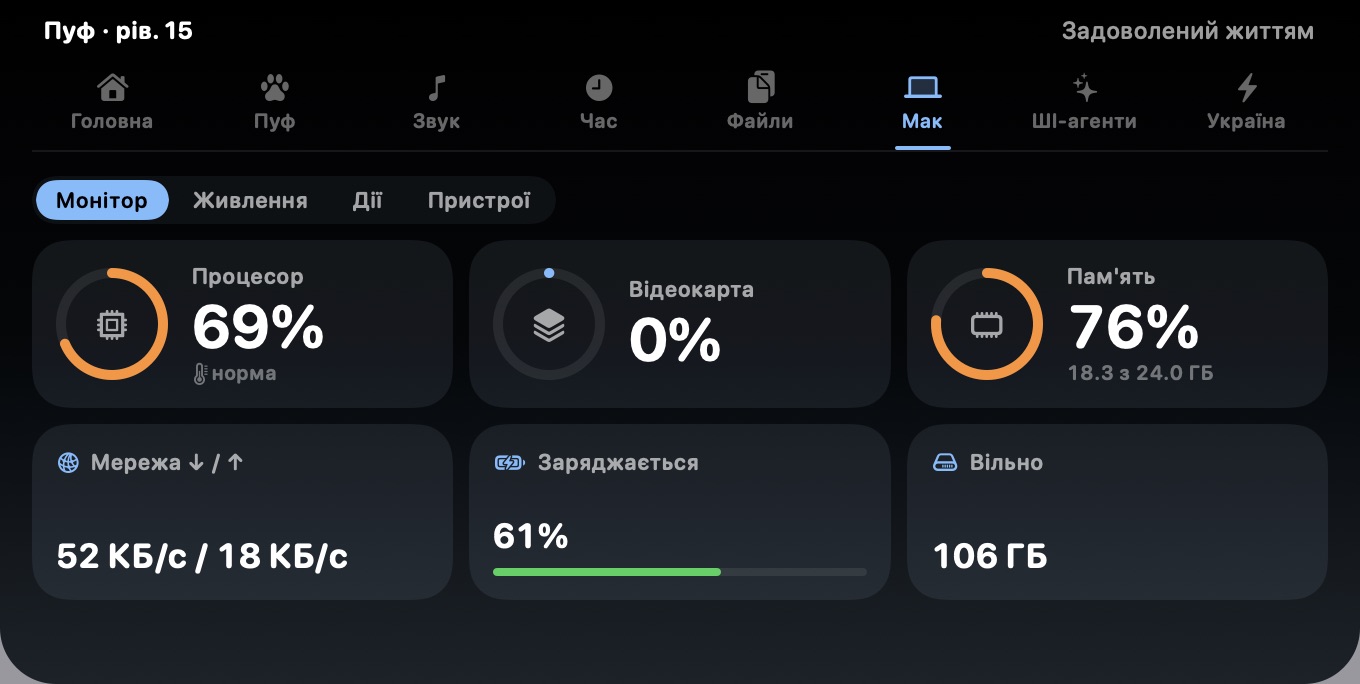 Пуф · рів. 15
Задоволений життям
Головна
Пуф
Звук
Час
Файли
Мак
ШІ-агенти
Україна
Монітор
Живлення
Дії
Пристрої
Процесор
69%
норма
Відеокарта
0%
Пам'ять
76%
18.3 з 24.0 ГБ
Мережа ↓ / ↑
52 КБ/с / 18 КБ/с
Заряджається
61%
Вільно
106 ГБ